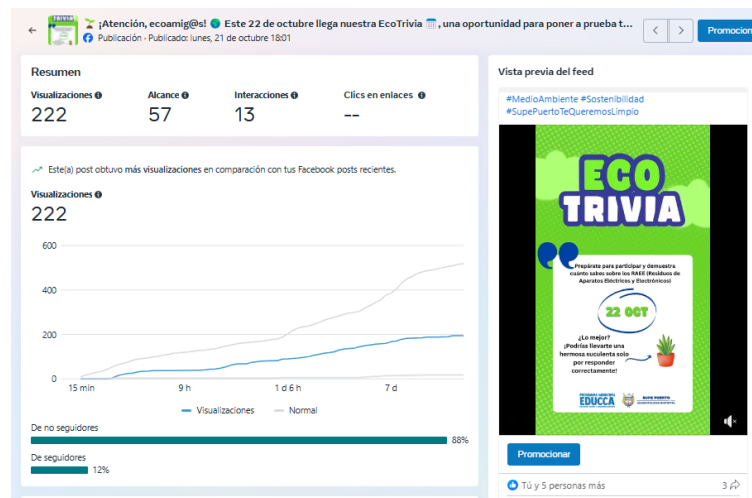 ¡Atención, ecoamig@s! Este 22 de octubre llega nuestra EcoTrivia , una oportunidad para poner a prueba t...
Publicación · Publicado: lunes, 21 de octubre 18:01
Promocion
Resumen
Visualizaciones Alcance Interacciones Clics en enlaces
222 57 13 --
Este(a) post obtuvo más visualizaciones en comparación con tus Facebook posts recientes.
Visualizaciones
222
600
400
200
0
15 min 9 h 1 d 6 h 7 d
Visualizaciones Normal
De no seguidores
88%
De seguidores
12%
Vista previa del feed
#MedioAmbiente #Sostenibilidad
#SupePuertoTeQueremosLimpio
ECO
TRIVIA
Prepárate para participar y demuestra
cuánto sabes sobre los RAEE (Residuos de
Aparatos Eléctricos y Electrónicos)
22 OCT
¿Lo mejor?
¡Podrías llevarte una
hermosa suculenta solo
por responder
correctamente!
EDUCCA
SUPE PUERTO
Promocionar
Tú y 5 personas más
3